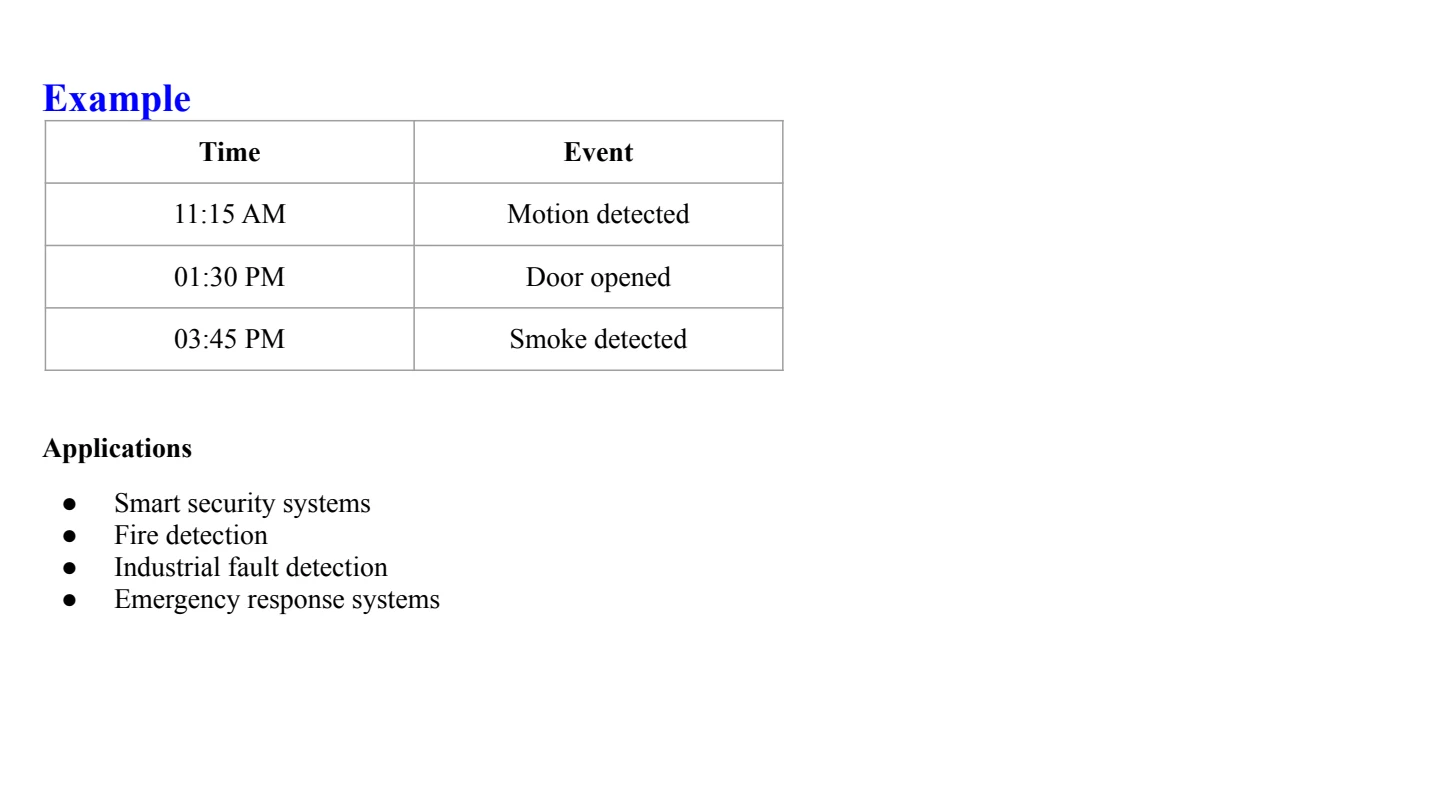 Example
Time Event
11:15 AM Motion detected
01:30 PM Door opened
03:45 PM Smoke detected
Applications
● Smart security systems
● Fire detection
● Industrial fault detection
● Emergency response systems